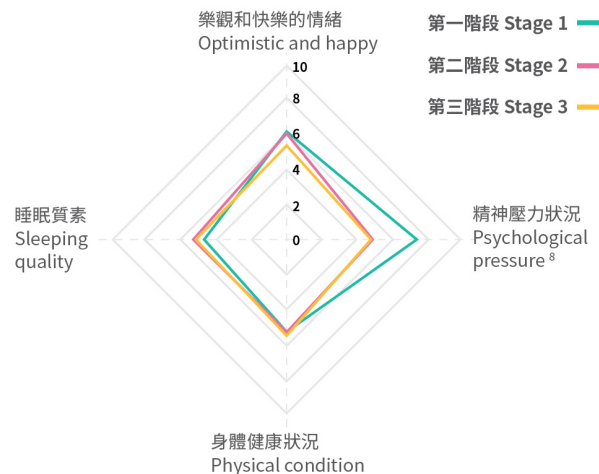 樂觀和快樂的情緒
Optimistic and happy
第一階段 Stage 1
第二階段 Stage 2
第三階段 Stage 3
10
8
6
4
2
0
睡眠質素
Sleeping
quality
精神壓力狀況
Psychological
pressure 8
身體健康狀況
Physical condition